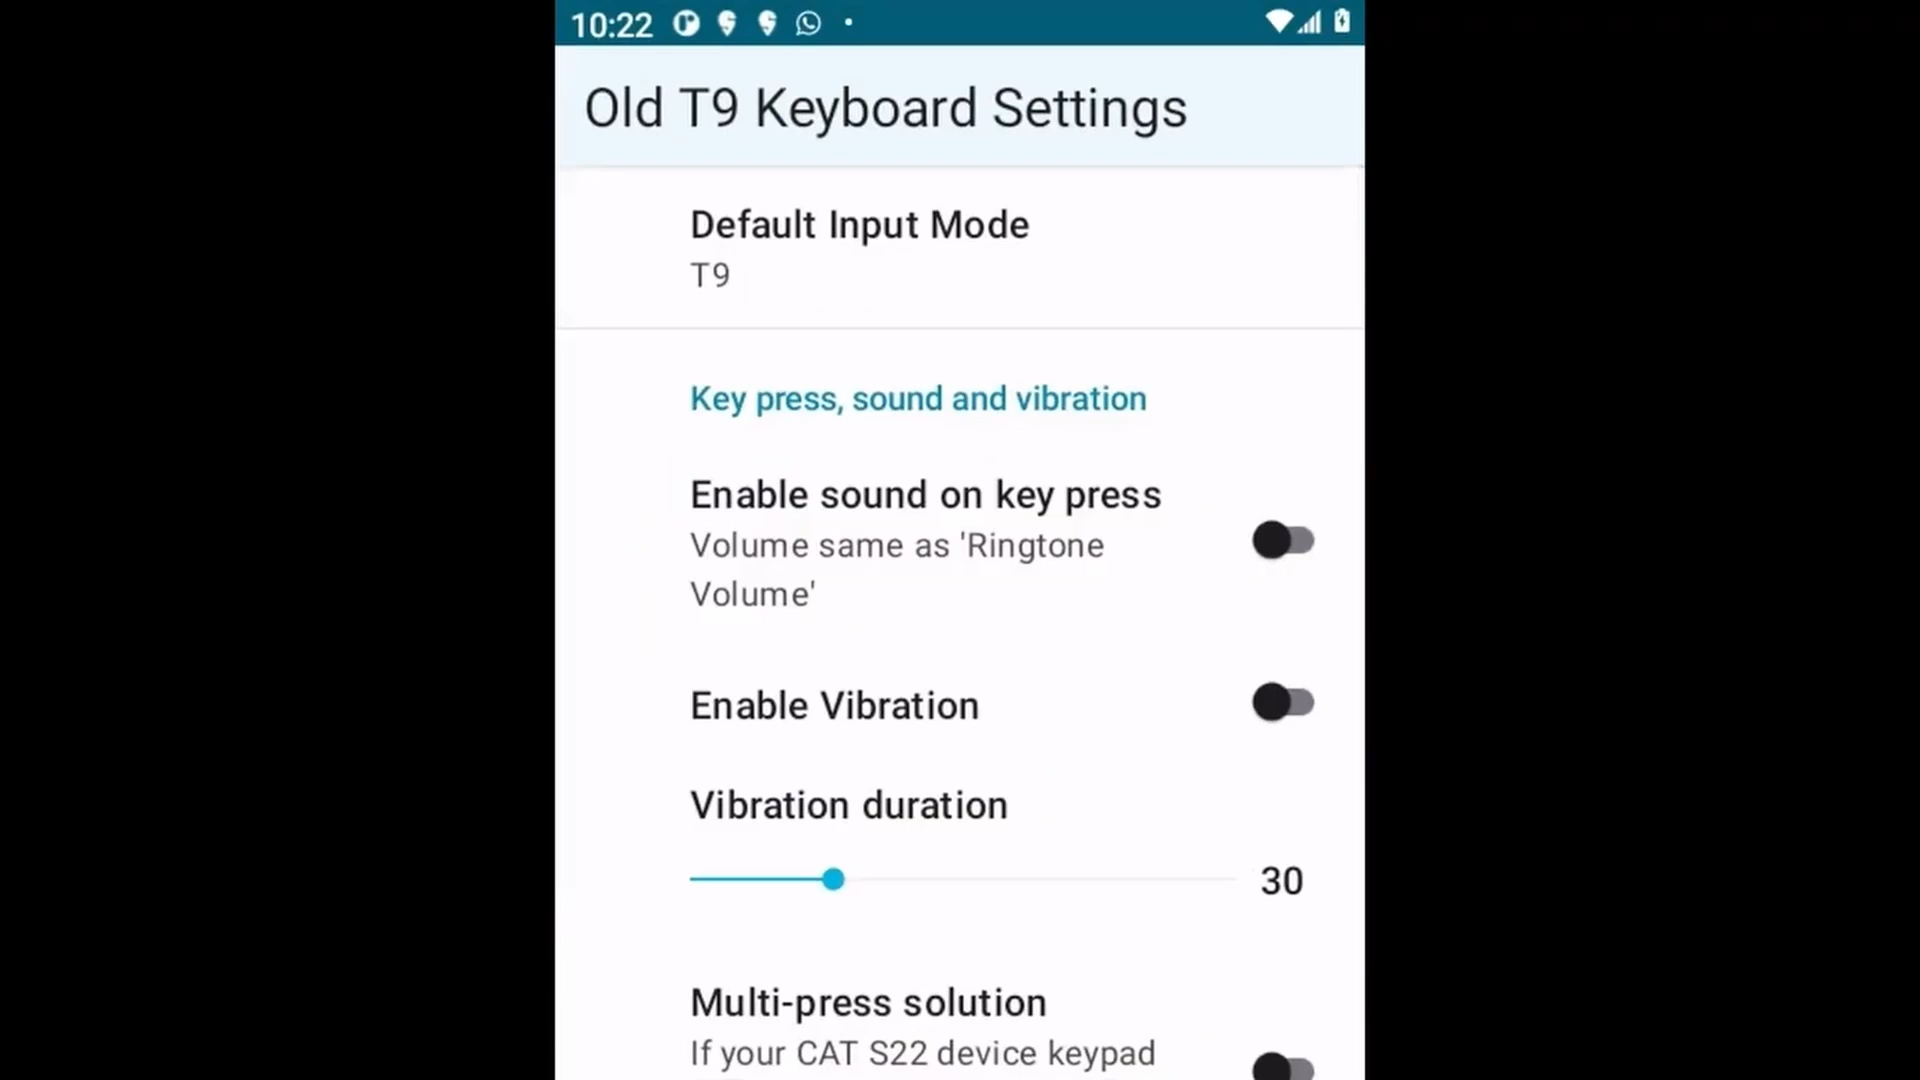 10:22
Old T9 Keyboard Settings
Default Input Mode
T9
Key press, sound and vibration
Enable sound on key press
Volume same as 'Ringtone
Volume'
Enable Vibration
Vibration duration
30
Multi-press solution
If your CAT S22 device keypad